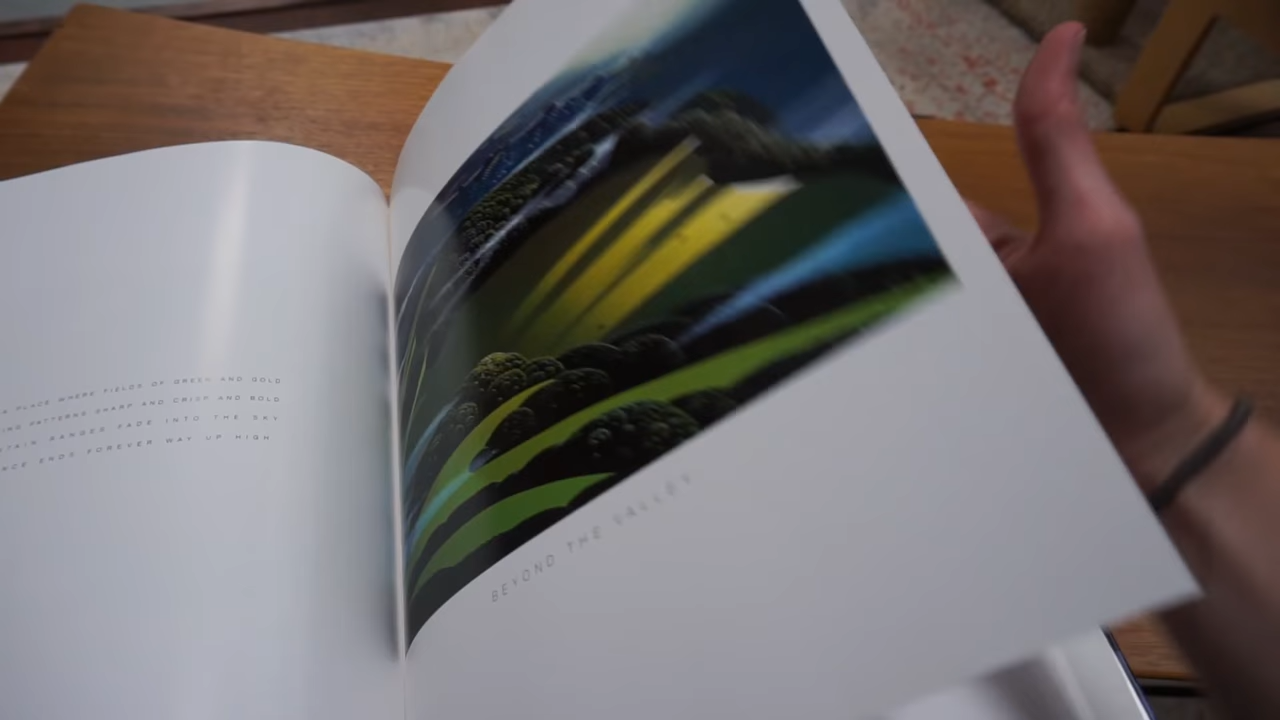 A PLACE WHERE FIELDS OF GREEN AND GOLD
PATTERNS SHARP AND CRISP AND BOLD
RANGES FADE INTO THE SKY
ENDS FOREVER WAY UP HIGH
BEYOND THE VALLEY